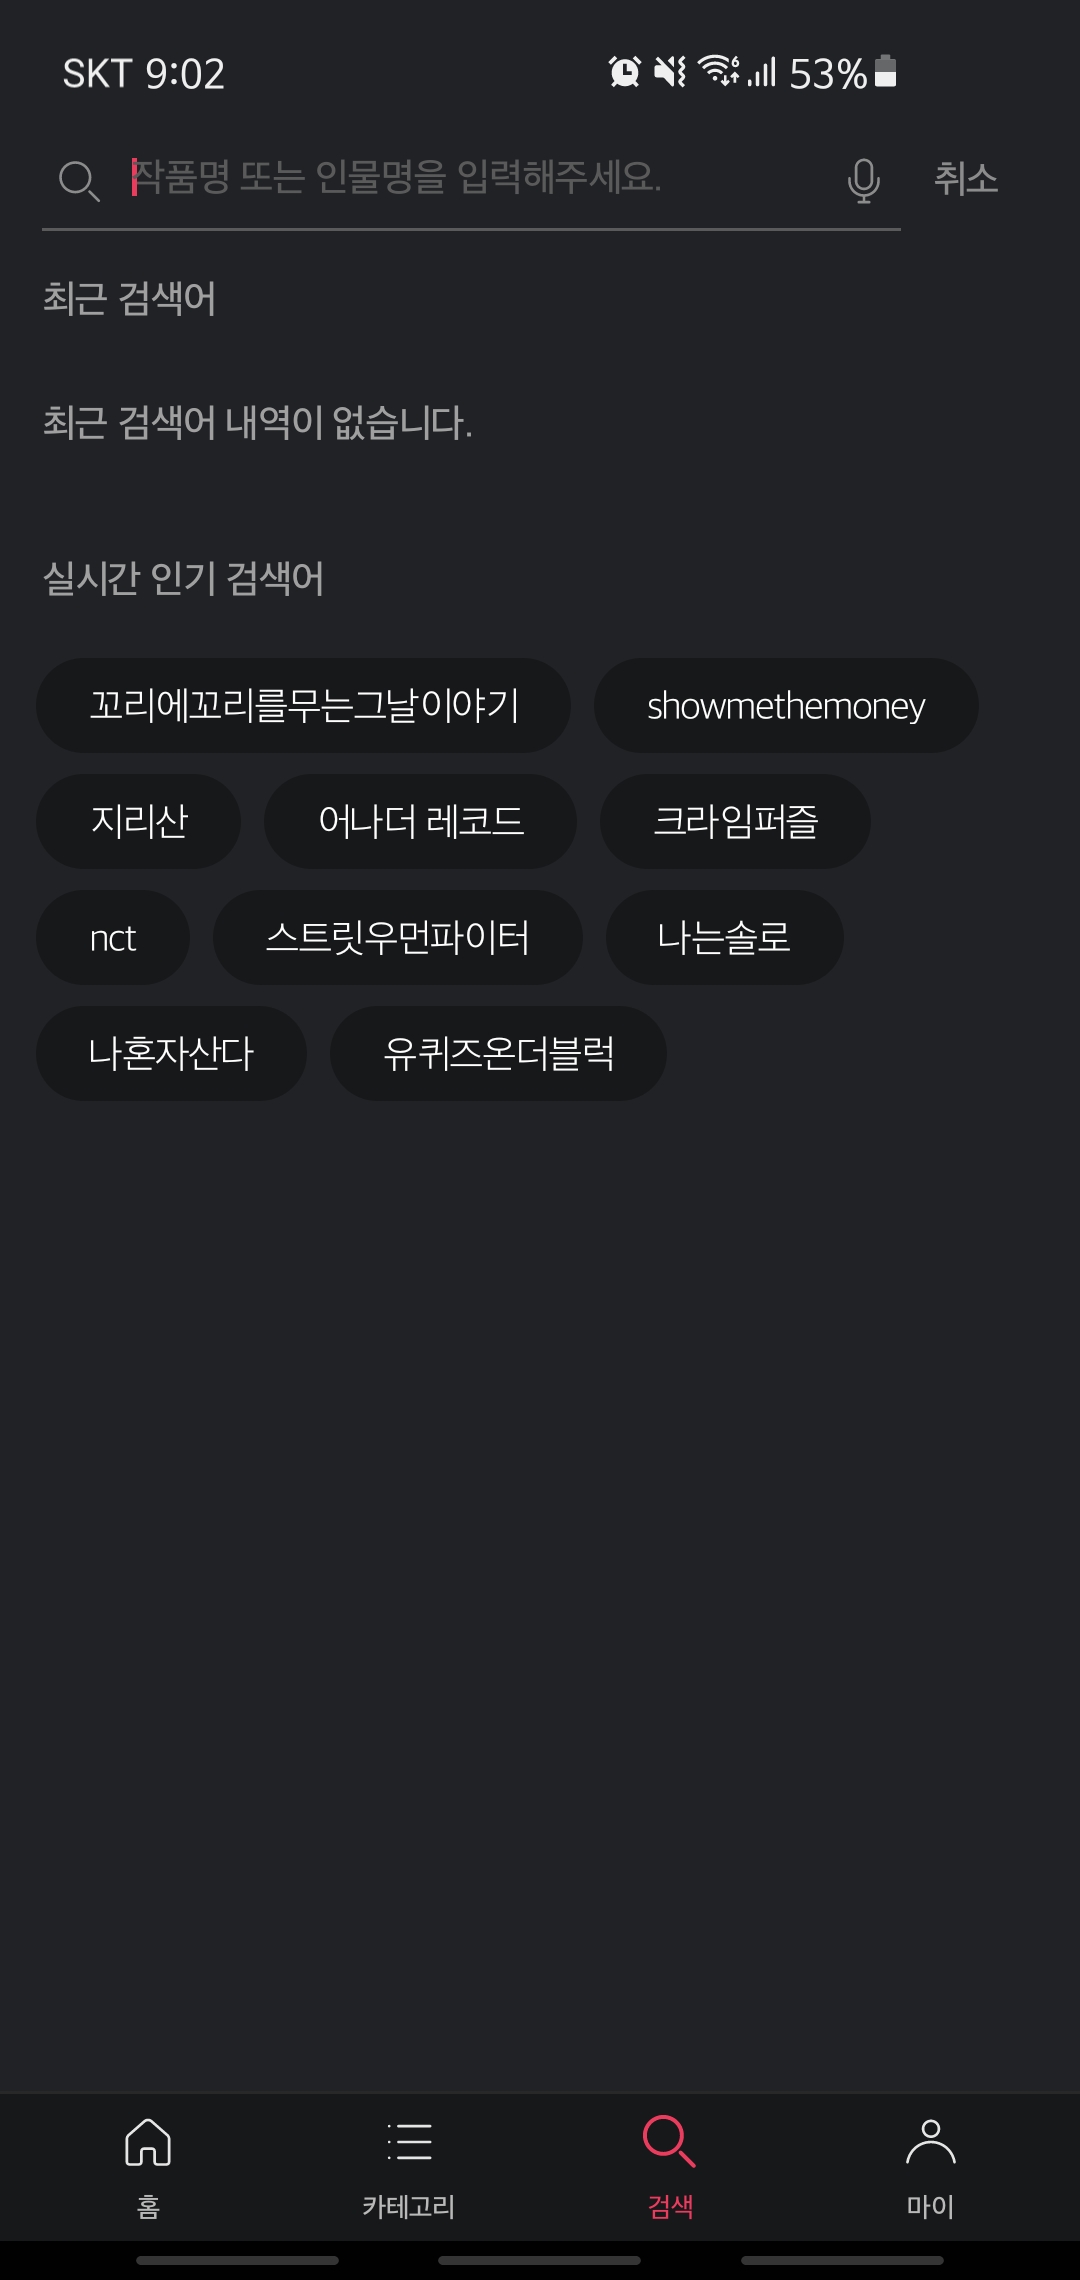 SKT 9:02 53%
작품명 또는 인물명을 입력해주세요. 취소
최근 검색어
최근 검색어 내역이 없습니다.
실시간 인기 검색어
꼬리에꼬리를무는그날이야기 showmethemoney
지리산 어나더 레코드 크라임퍼즐
nct 스트릿우먼파이터 나는솔로
나혼자산다 유퀴즈온더블럭
홈 카테고리 검색 마이